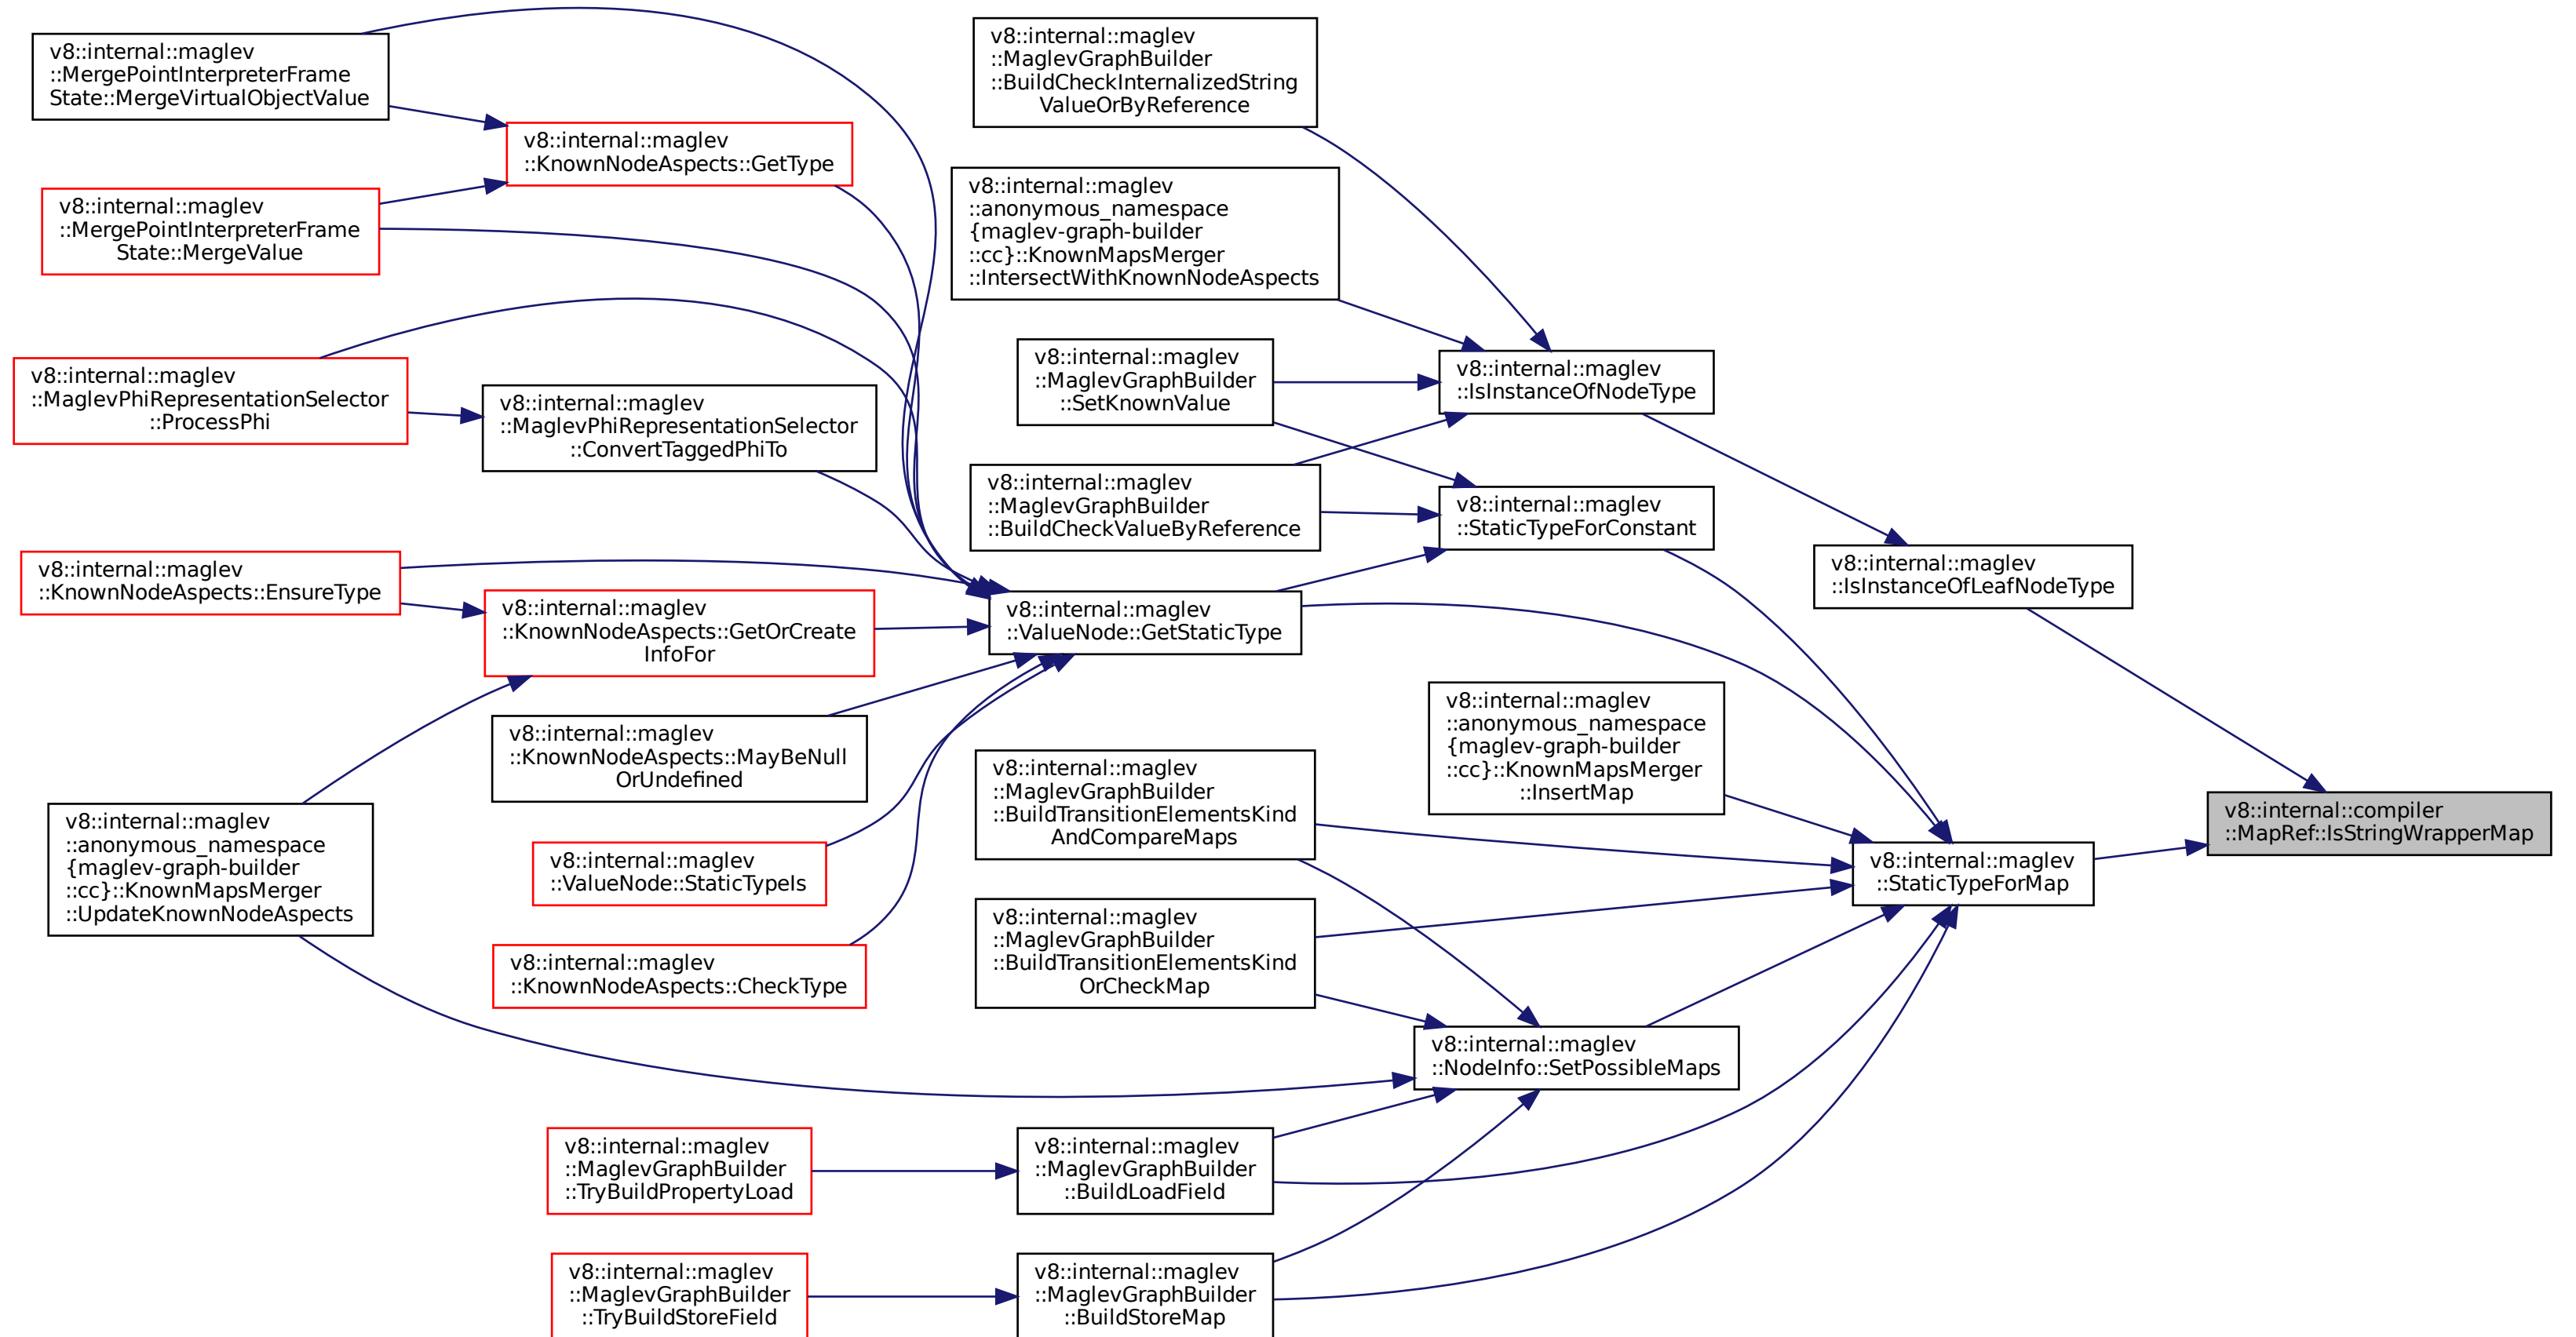 v8::internal::maglev
::MergePointInterpreterFrame
State::MergeVirtualObjectValue
v8::internal::maglev
::KnownNodeAspects::GetType
v8::internal::maglev
::MergePointInterpreterFrame
State::MergeValue
v8::internal::maglev
::MaglevPhiRepresentationSelector
::ProcessPhi
v8::internal::maglev
::MaglevPhiRepresentationSelector
::ConvertTaggedPhiTo
v8::internal::maglev
::KnownNodeAspects::EnsureType
v8::internal::maglev
::KnownNodeAspects::GetOrCreate
InfoFor
v8::internal::maglev
::KnownNodeAspects::MayBeNull
OrUndefined
v8::internal::maglev
::anonymous_namespace
{maglev-graph-builder
::cc}::KnownMapsMerger
::UpdateKnownNodeAspects
v8::internal::maglev
::ValueNode::StaticTypeIs
v8::internal::maglev
::KnownNodeAspects::CheckType
v8::internal::maglev
::MaglevGraphBuilder
::TryBuildPropertyLoad
v8::internal::maglev
::MaglevGraphBuilder
::TryBuildStoreField
v8::internal::maglev
::MaglevGraphBuilder
::BuildCheckInternalizedString
ValueOrByReference
v8::internal::maglev
::anonymous_namespace
{maglev-graph-builder
::cc}::KnownMapsMerger
::IntersectWithKnownNodeAspects
v8::internal::maglev
::MaglevGraphBuilder
::SetKnownValue
v8::internal::maglev
::MaglevGraphBuilder
::BuildCheckValueByReference
v8::internal::maglev
::ValueNode::GetStaticType
v8::internal::maglev
::MaglevGraphBuilder
::BuildTransitionElementsKind
AndCompareMaps
v8::internal::maglev
::MaglevGraphBuilder
::BuildTransitionElementsKind
OrCheckMap
v8::internal::maglev
::MaglevGraphBuilder
::BuildLoadField
v8::internal::maglev
::MaglevGraphBuilder
::BuildStoreMap
v8::internal::maglev
::IsInstanceOfNodeType
v8::internal::maglev
::StaticTypeForConstant
v8::internal::maglev
::anonymous_namespace
{maglev-graph-builder
::cc}::KnownMapsMerger
::InsertMap
v8::internal::maglev
::NodeInfo::SetPossibleMaps
v8::internal::maglev
::IsInstanceOfLeafNodeType
v8::internal::maglev
::StaticTypeForMap
v8::internal::compiler
::MapRef::IsStringWrapperMap